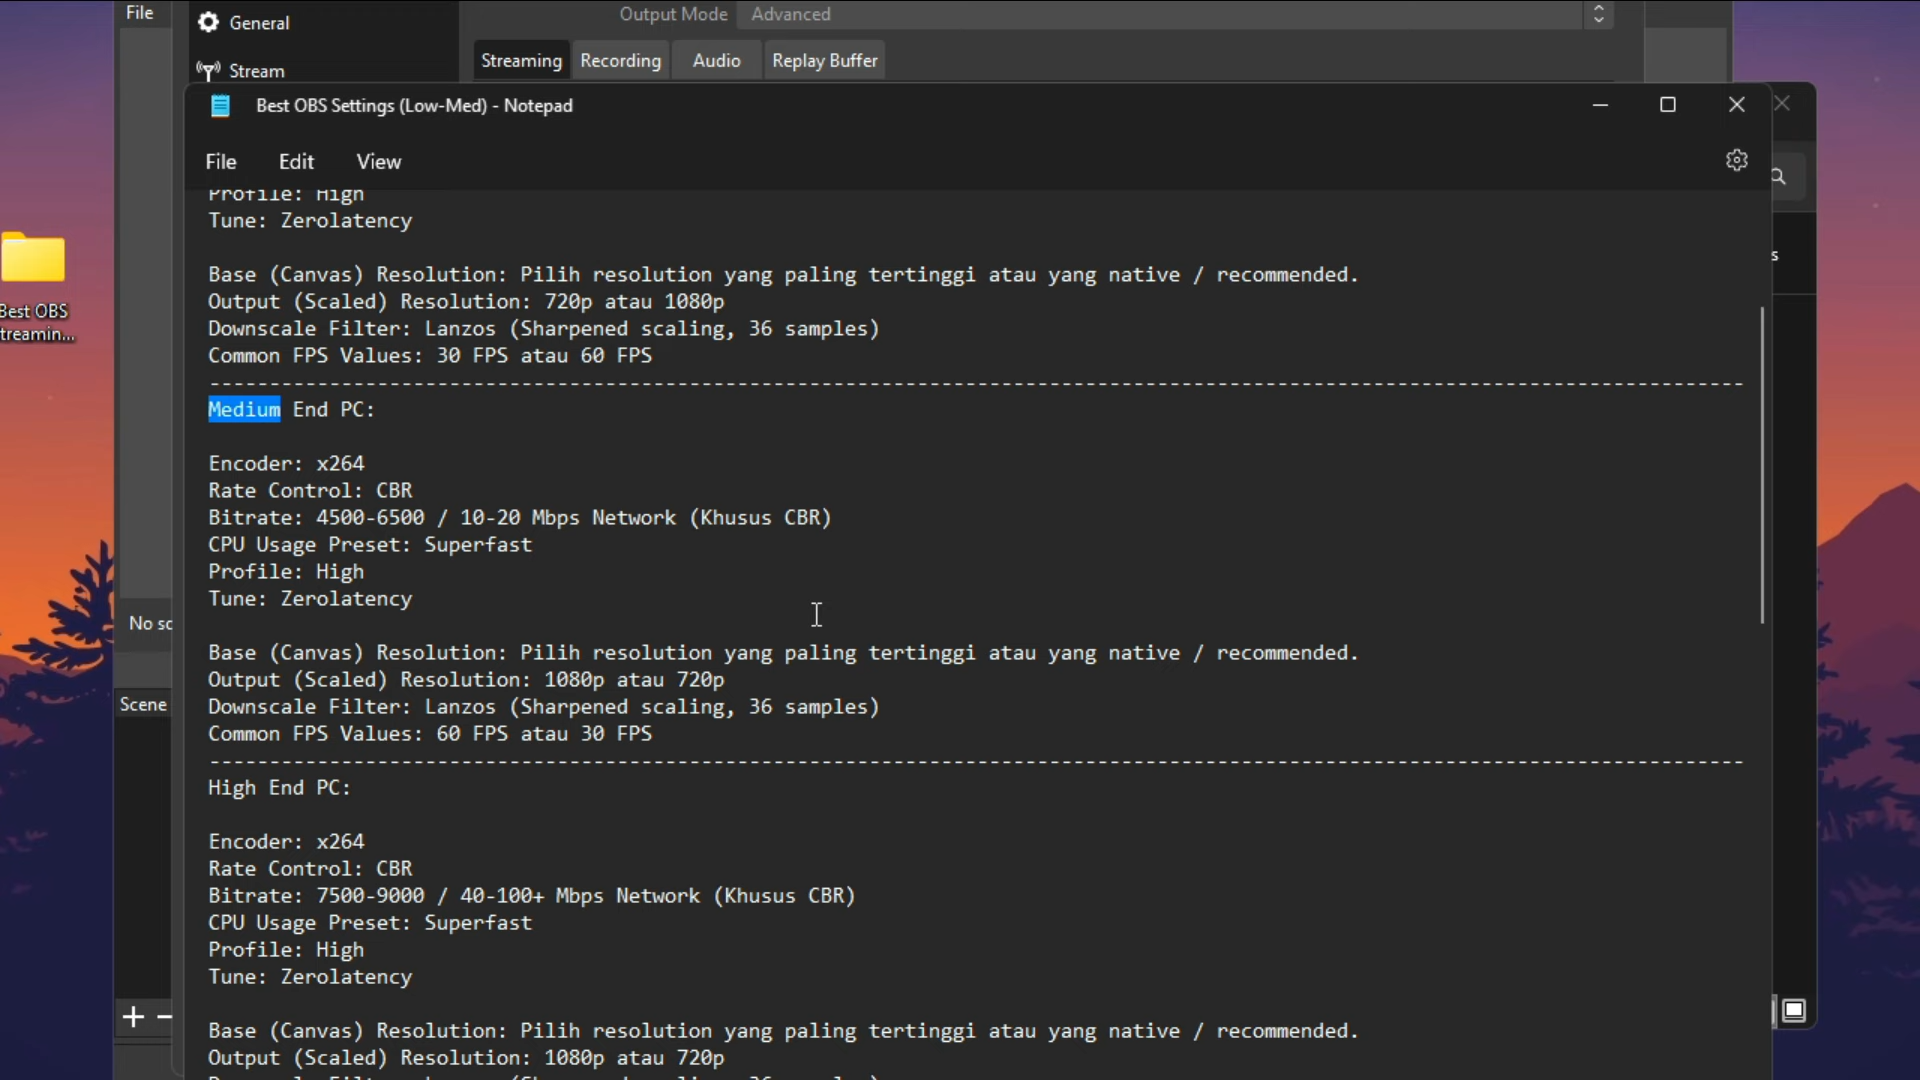 File
General
Output Mode
Advanced
Streaming
Recording
Audio
Replay Buffer
Stream
Best OBS Settings (Low-Med) - Notepad
File
Edit
View
Profile: High
Tune: Zerolatency
Base (Canvas) Resolution: Pilih resolution yang paling tertinggi atau yang native / recommended.
Output (Scaled) Resolution: 720p atau 1080p
Downscale Filter: Lanzos (Sharpened scaling, 36 samples)
Common FPS Values: 30 FPS atau 60 FPS
--------------------------------------------------------------------------------------------------------------------------------
Medium End PC:
Encoder: x264
Rate Control: CBR
Bitrate: 4500-6500 / 10-20 Mbps Network (Khusus CBR)
CPU Usage Preset: Superfast
Profile: High
Tune: Zerolatency
Base (Canvas) Resolution: Pilih resolution yang paling tertinggi atau yang native / recommended.
Output (Scaled) Resolution: 1080p atau 720p
Downscale Filter: Lanzos (Sharpened scaling, 36 samples)
Common FPS Values: 60 FPS atau 30 FPS
--------------------------------------------------------------------------------------------------------------------------------
High End PC:
Encoder: x264
Rate Control: CBR
Bitrate: 7500-9000 / 40-100+ Mbps Network (Khusus CBR)
CPU Usage Preset: Superfast
Profile: High
Tune: Zerolatency
Base (Canvas) Resolution: Pilih resolution yang paling tertinggi atau yang native / recommended.
Output (Scaled) Resolution: 1080p atau 720p
Best OBS
treamin...
No sc
Scene
s